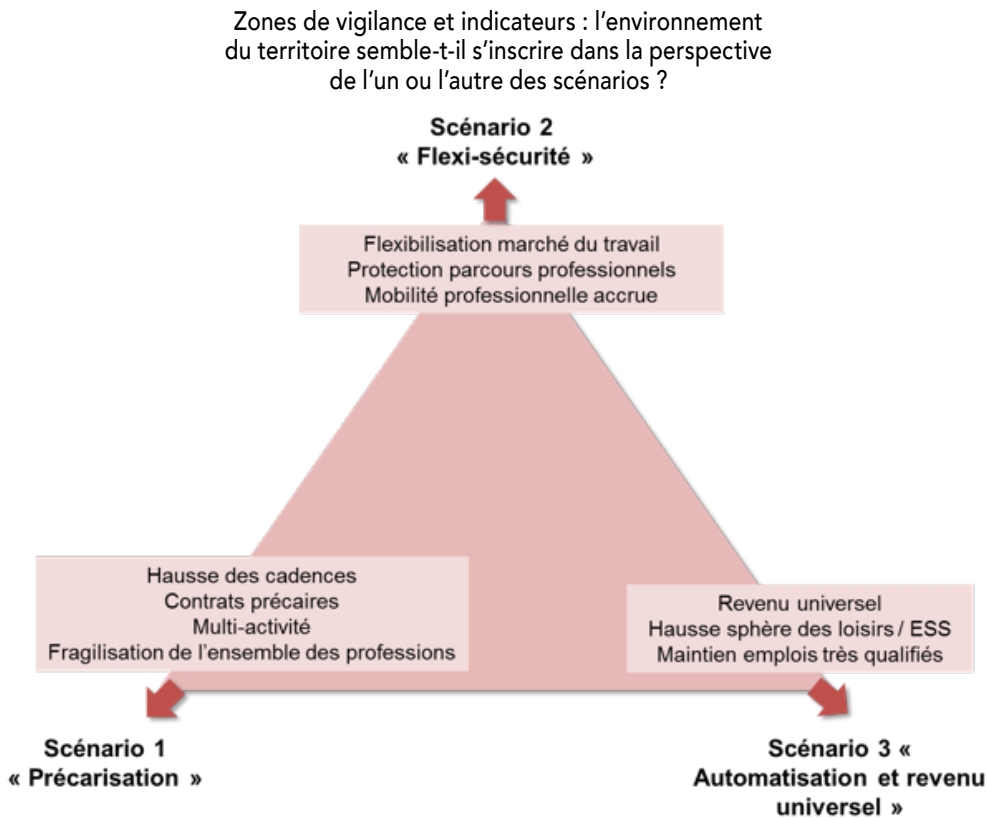 Zones de vigilance et indicateurs : l'environnement
du territoire semble-t-il s'inscrire dans la perspective
de l'un ou l'autre des scénarios ?
Scénario 2
« Flexi-sécurité »
Flexibilisation marché du travail
Protection parcours professionnels
Mobilité professionnelle accrue
Hausse des cadences
Contrats précaires
Multi-activité
Fragilisation de l'ensemble des professions
Revenu universel
Hausse sphère des loisirs / ESS
Maintien emplois très qualifiés
Scénario 1
« Précarisation »
Scénario 3 «
Automatisation et revenu
universel »